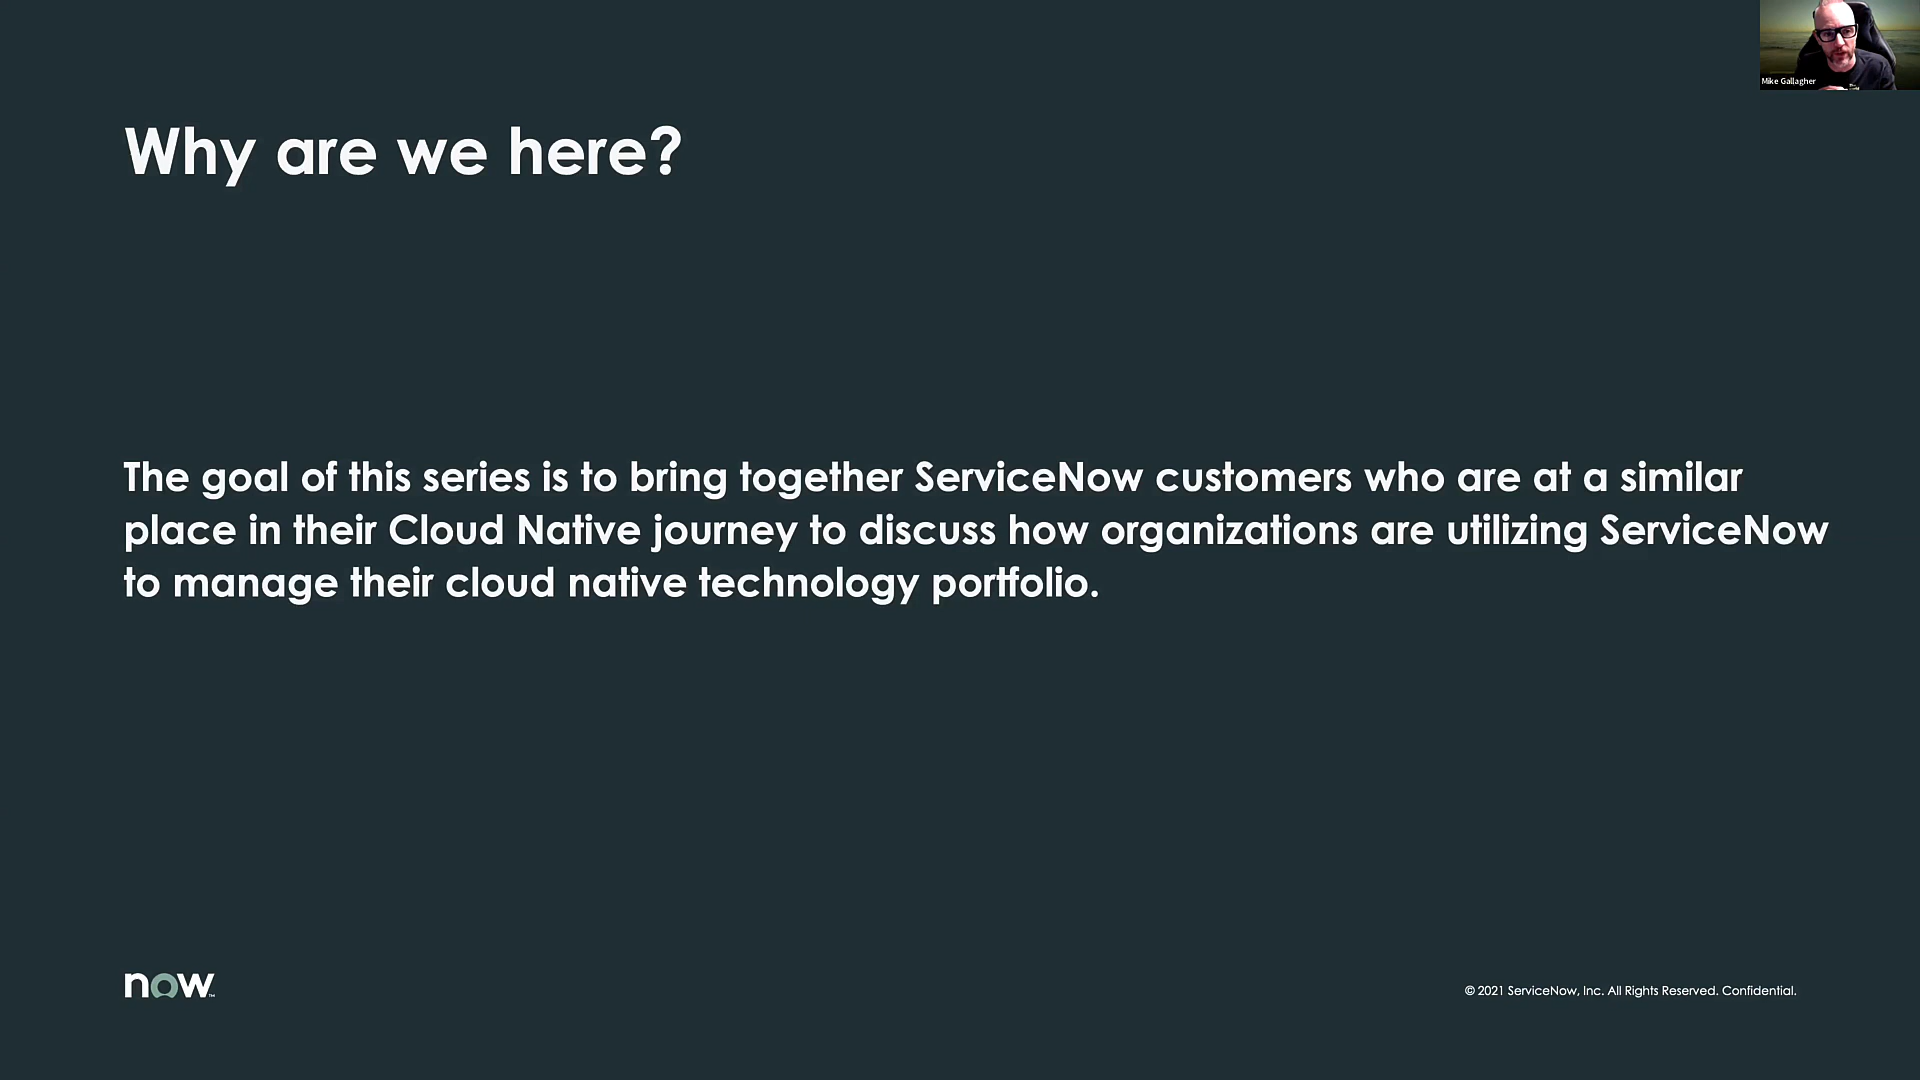 Mike Gallagher
Why are we here?
The goal of this series is to bring together ServiceNow customers who are at a similar
place in their Cloud Native journey to discuss how organizations are utilizing ServiceNow
to manage their cloud native technology portfolio.
now™
© 2021 ServiceNow, Inc. All Rights Reserved. Confidential.